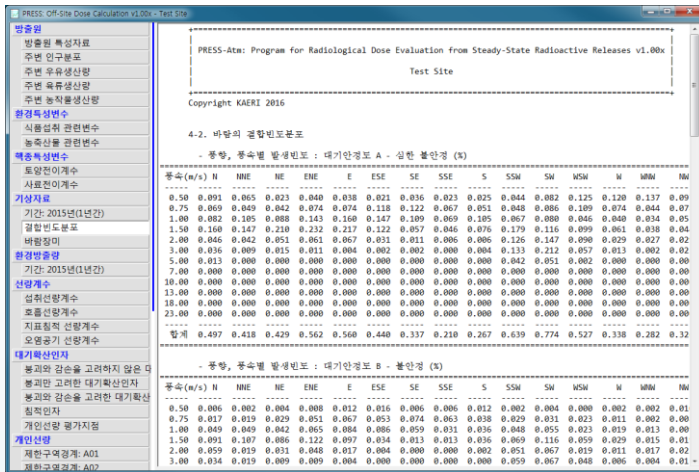 PRESS: Off-Site Dose Calculation v1.00x - Test Site
방출원
방출원 특성자료
주변 인구분포
주변 우유생산량
주변 육류생산량
주변 농작물생산량
환경특성변수
식품섭취 관련변수
농축산물 관련변수
핵종특성변수
토양전이계수
사료전이계수
기상자료
기간: 2015년(1년간)
결합빈도분포
바람장미
환경방출량
기간: 2015년(1년간)
선량계수
섭취선량계수
호흡선량계수
지표침적 선량계수
오염공기 선량계수
대기확산인자
붕괴와 감손을 고려하지 않은 대
붕괴만 고려한 대기확산인자
붕괴와 감손을 고려한 대기확산
침적인자
개인선량 평가지점
개인선량
제한구역경계: A01
제한구역경계: A02
PRESS-Atm: Program for Radiological Dose Evaluation from Steady-State Radioactive Releases v1.00x
Test Site
Copyright KAERI 2016
4-2. 바람의 결합빈도분포
- 풍향, 풍속별 발생빈도 : 대기안정도 A - 심한 불안정 (%)
풍속(m/s) N NNE NE ENE E ESE SE SSE S SSW SW WSW W WNW NW
0.50 0.091 0.065 0.023 0.040 0.038 0.021 0.036 0.023 0.025 0.044 0.082 0.125 0.120 0.137 0.09
0.75 0.069 0.049 0.042 0.074 0.074 0.118 0.122 0.067 0.051 0.048 0.086 0.109 0.074 0.044 0.07
1.00 0.082 0.105 0.088 0.143 0.160 0.147 0.109 0.069 0.105 0.067 0.080 0.046 0.040 0.034 0.05
1.50 0.160 0.147 0.210 0.232 0.217 0.122 0.057 0.046 0.076 0.179 0.116 0.099 0.061 0.038 0.04
2.00 0.046 0.042 0.051 0.061 0.067 0.031 0.011 0.006 0.006 0.126 0.147 0.090 0.029 0.027 0.02
3.00 0.036 0.009 0.015 0.011 0.004 0.002 0.002 0.000 0.004 0.133 0.212 0.057 0.013 0.002 0.02
5.00 0.013 0.000 0.000 0.000 0.000 0.000 0.000 0.000 0.000 0.042 0.051 0.002 0.000 0.000 0.00
7.00 0.000 0.000 0.000 0.000 0.000 0.000 0.000 0.000 0.000 0.000 0.000 0.000 0.000 0.000 0.00
10.00 0.000 0.000 0.000 0.000 0.000 0.000 0.000 0.000 0.000 0.000 0.000 0.000 0.000 0.000 0.00
13.00 0.000 0.000 0.000 0.000 0.000 0.000 0.000 0.000 0.000 0.000 0.000 0.000 0.000 0.000 0.00
18.00 0.000 0.000 0.000 0.000 0.000 0.000 0.000 0.000 0.000 0.000 0.000 0.000 0.000 0.000 0.00
23.00 0.000 0.000 0.000 0.000 0.000 0.000 0.000 0.000 0.000 0.000 0.000 0.000 0.000 0.000 0.00
합계 0.497 0.418 0.429 0.562 0.560 0.440 0.337 0.210 0.267 0.639 0.774 0.527 0.338 0.282 0.32
- 풍향, 풍속별 발생빈도 : 대기안정도 B - 불안정 (%)
풍속(m/s) N NNE NE ENE E ESE SE SSE S SSW SW WSW W WNW NW
0.50 0.006 0.002 0.004 0.008 0.012 0.016 0.006 0.006 0.012 0.002 0.004 0.000 0.002 0.002 0.01
0.75 0.017 0.019 0.029 0.051 0.067 0.053 0.074 0.063 0.038 0.029 0.031 0.023 0.011 0.002 0.00
1.00 0.049 0.049 0.042 0.065 0.084 0.086 0.059 0.031 0.036 0.048 0.055 0.023 0.019 0.013 0.00
1.50 0.091 0.107 0.086 0.122 0.097 0.034 0.013 0.013 0.036 0.069 0.116 0.059 0.029 0.015 0.01
2.00 0.059 0.019 0.031 0.048 0.017 0.004 0.000 0.000 0.002 0.051 0.067 0.019 0.011 0.017 0.02
3.00 0.034 0.019 0.009 0.009 0.004 0.000 0.000 0.000 0.000 0.059 0.067 0.048 0.006 0.004 0.01